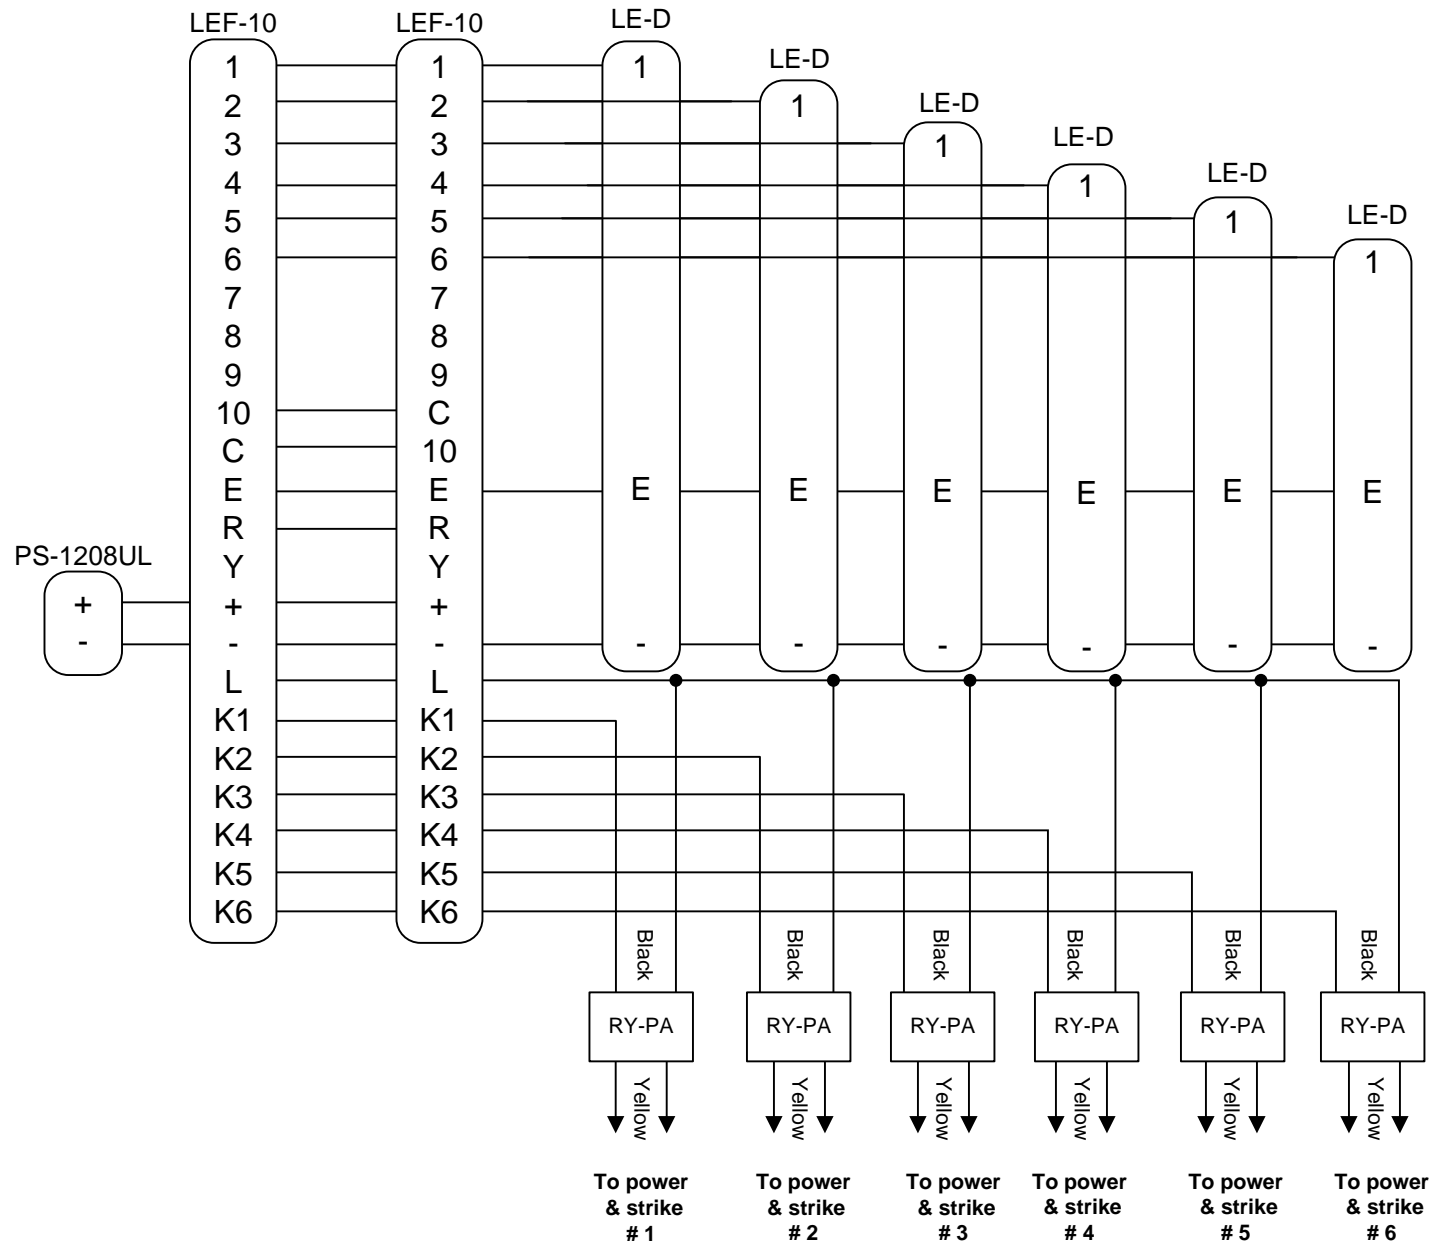 LEF-10
1
2
3
4
5
6
7
8
9
10
C
E
R
Y
+
-
L
K1
K2
K3
K4
K5
K6
LEF-10
1
2
3
4
5
6
7
8
9
C
10
E
R
Y
+
-
L
K1
K2
K3
K4
K5
K6
PS-1208UL
+
-
LE-D
1
E
-
LE-D
1
E
-
LE-D
1
E
-
LE-D
1
E
-
LE-D
1
E
-
LE-D
1
E
-
Black
RY-PA
Yellow
To power
& strike
# 1
Black
RY-PA
Yellow
To power
& strike
# 2
Black
RY-PA
Yellow
To power
& strike
# 3
Black
RY-PA
Yellow
To power
& strike
# 4
Black
RY-PA
Yellow
To power
& strike
# 5
Black
RY-PA
Yellow
To power
& strike
# 6